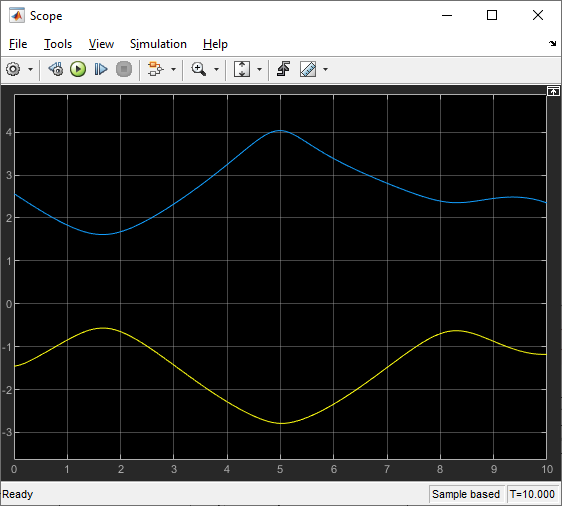 Scope
File Tools View Simulation Help
4
3
2
1
0
-1
-2
-3
0 1 2 3 4 5 6 7 8 9 10
Ready Sample based T=10.000